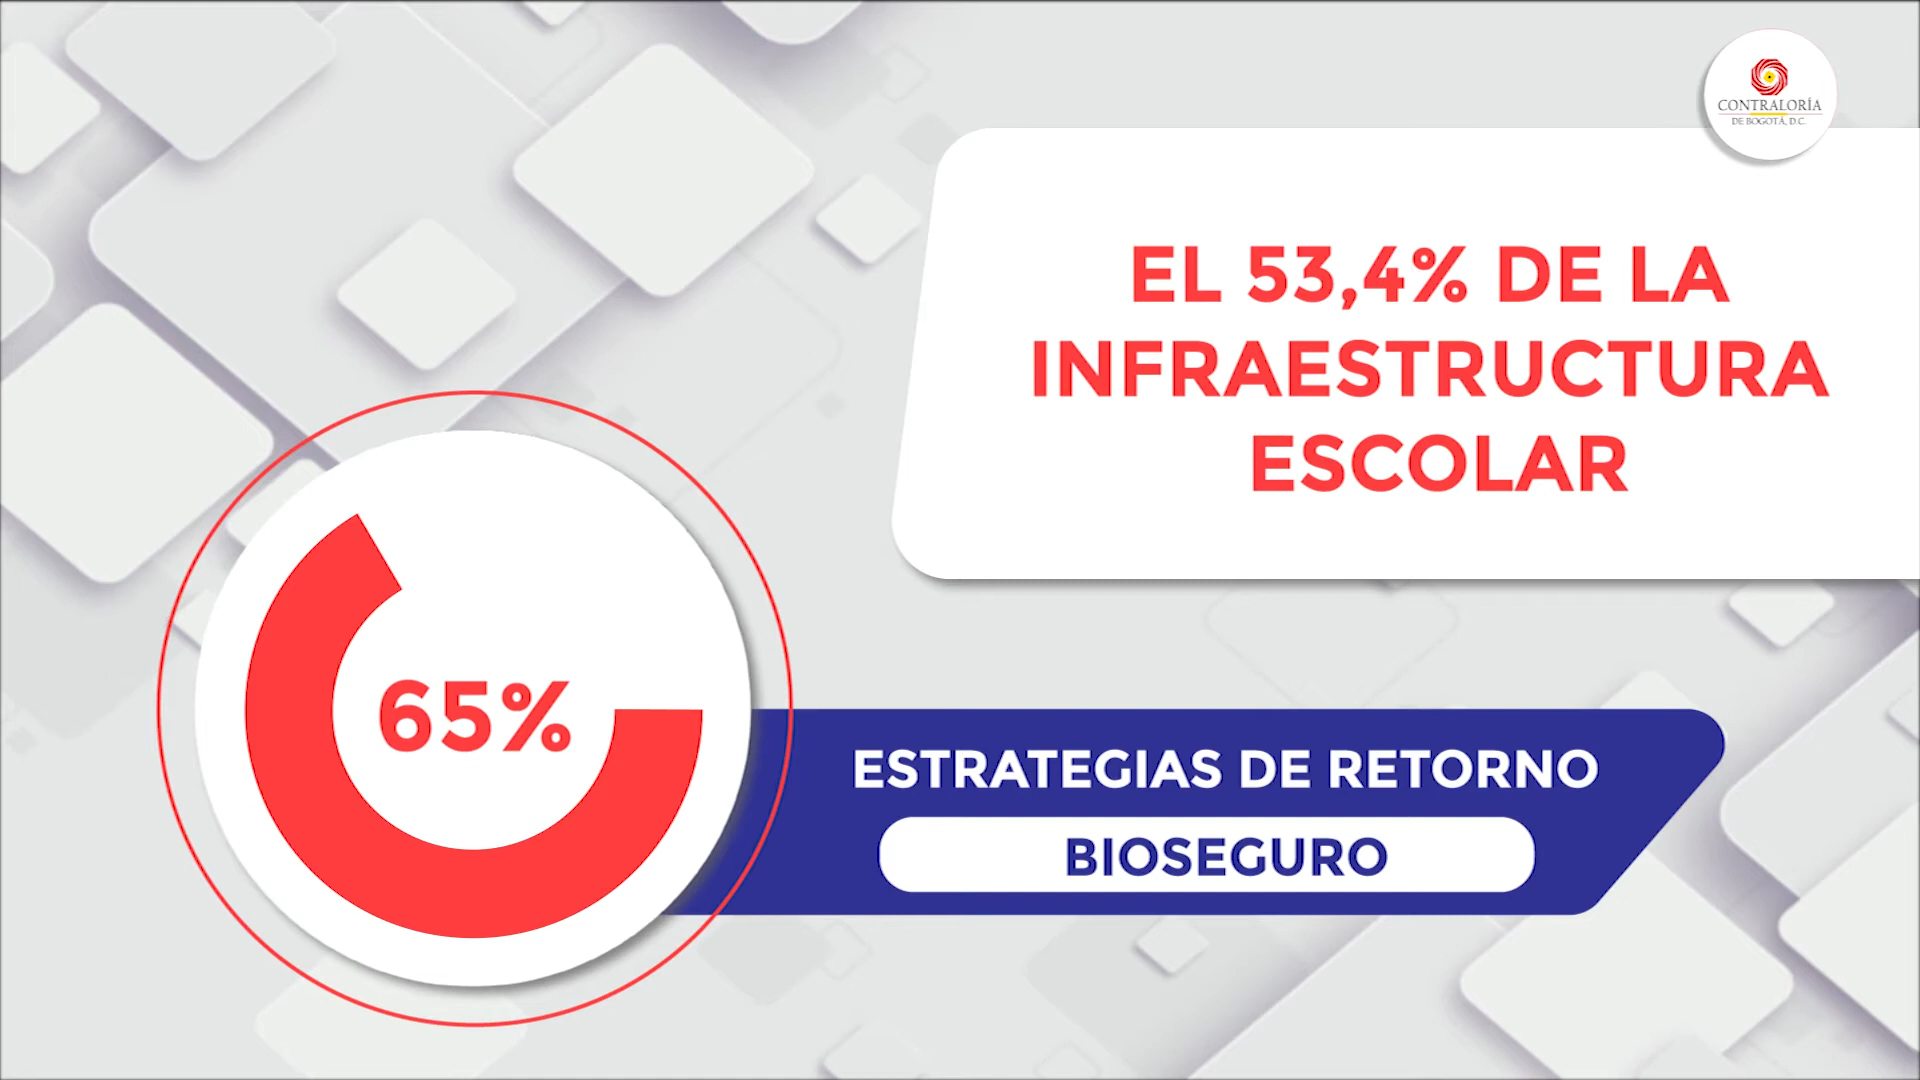 CONTRALORÍA
DE BOGOTÁ, D.C.
EL 53,4% DE LA
INFRAESTRUCTURA
ESCOLAR
65%
ESTRATEGIAS DE RETORNO
BIOSEGURO